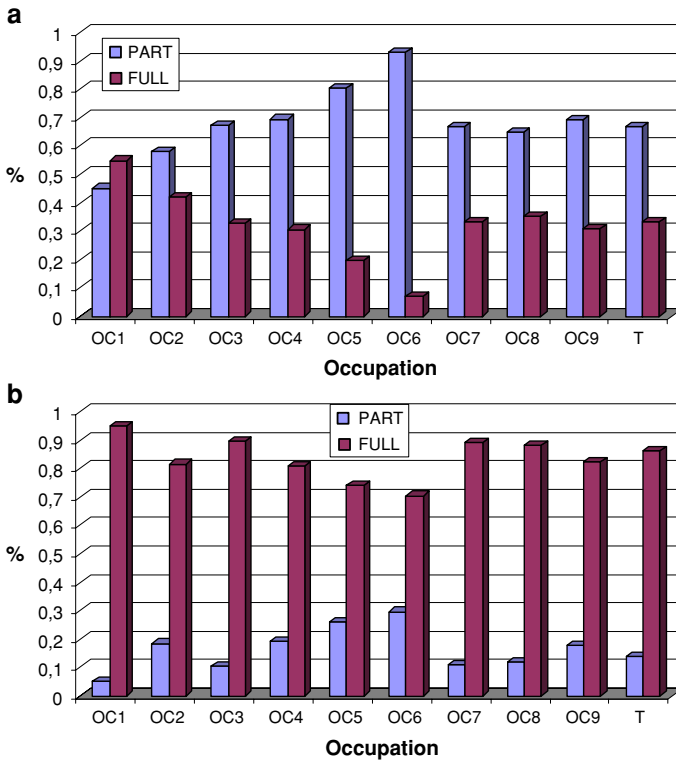 a
1
0,9
0,8
0,7
0,6
0,5
0,4
0,3
0,2
0,1
0
%
PART
FULL
OC1 OC2 OC3 OC4 OC5 OC6 OC7 OC8 OC9 T
Occupation
b
1
0,9
0,8
0,7
0,6
0,5
0,4
0,3
0,2
0,1
0
%
PART
FULL
OC1 OC2 OC3 OC4 OC5 OC6 OC7 OC8 OC9 T
Occupation